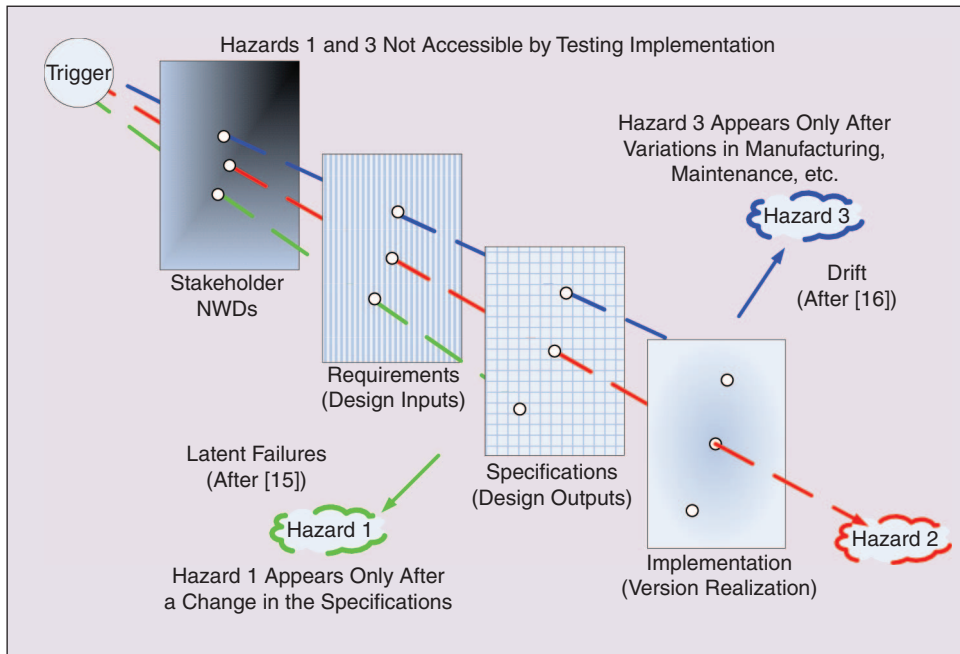 Hazards 1 and 3 Not Accessible by Testing Implementation
Trigger
Hazard 3 Appears Only After
Variations in Manufacturing,
Maintenance, etc.
Hazard 3
Drift
(After [16])
Stakeholder
NWDs
Requirements
(Design Inputs)
Latent Failures
(After [15])
Specifications
(Design Outputs)
Hazard 1
Hazard 2
Hazard 1 Appears Only After
a Change in the Specifications
Implementation
(Version Realization)